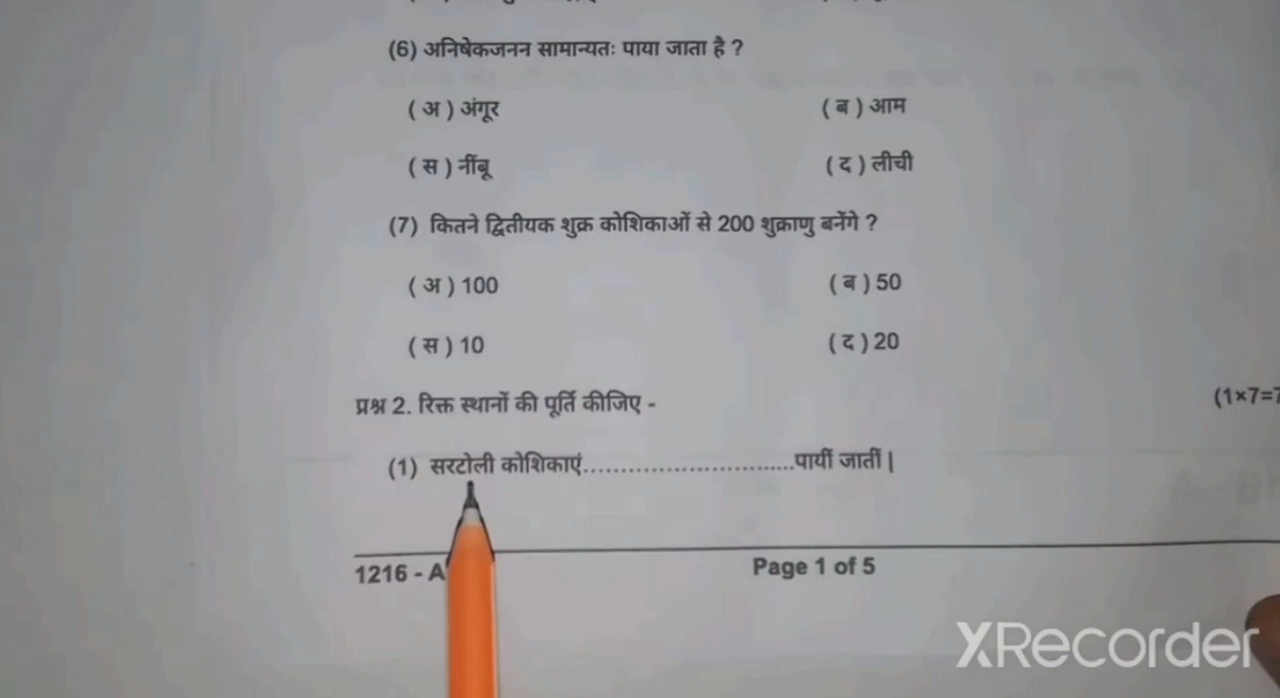 (6) अनिषेकजनन सामान्यतः पाया जाता है ?
( अ ) अंगूर ( ब ) आम
( स ) नींबू ( द ) लीची
(7) कितने द्वितीयक शुक्र कोशिकाओं से 200 शुक्राणु बनेंगे ?
( अ ) 100 ( ब ) 50
( स ) 10 ( द ) 20
प्रश्न 2. रिक्त स्थानों की पूर्ति कीजिए - (1×7=7
(1) सरटोली कोशिकाएं............................पायीं जातीं |
1216 - A Page 1 of 5
XRecorder